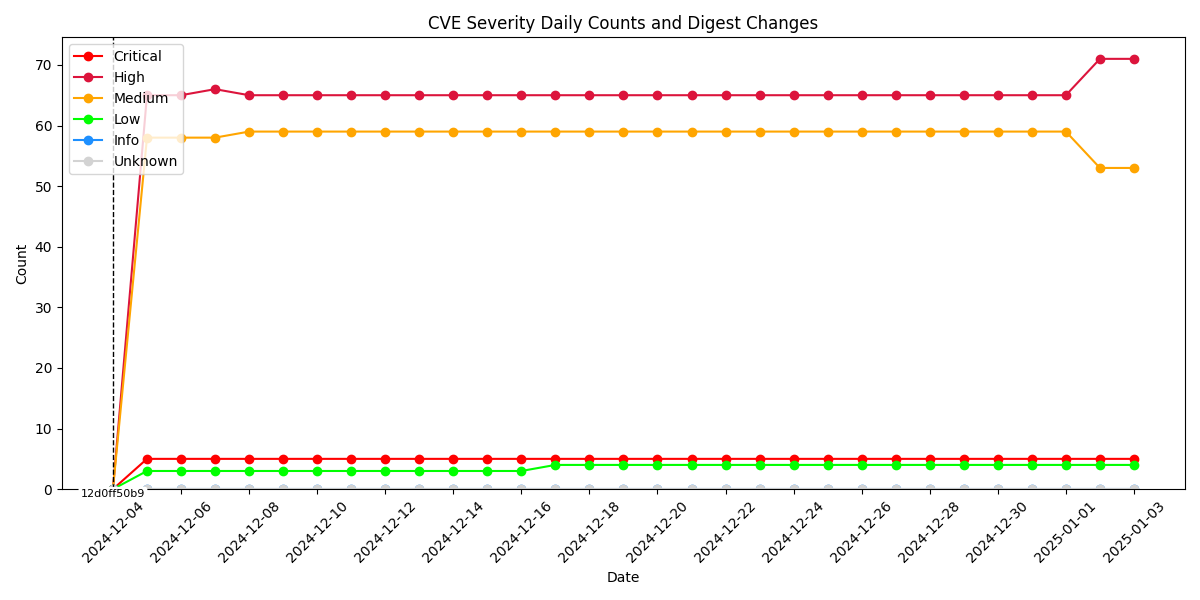 CVE Severity Daily Counts and Digest Changes
Critical
High
Medium
Low
Info
Unknown
70
60
50
40
30
20
10
0
Count
12d0ff50b9
2024-12-04
2024-12-06
2024-12-08
2024-12-10
2024-12-12
2024-12-14
2024-12-16
2024-12-18
2024-12-20
2024-12-22
2024-12-24
2024-12-26
2024-12-28
2024-12-30
2025-01-01
2025-01-03
Date